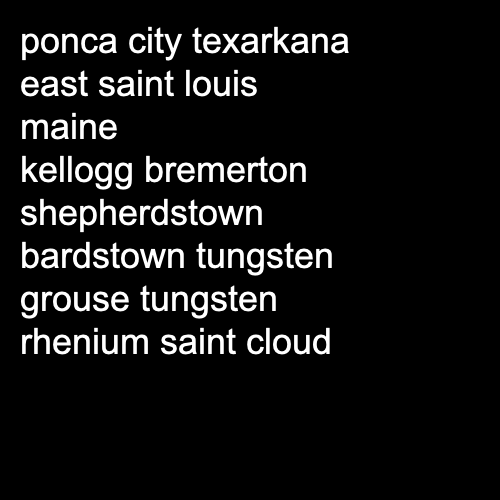 ponca city texarkana
east saint louis
maine
kellogg bremerton
shepherdstown
bardstown tungsten
grouse tungsten
rhenium saint cloud